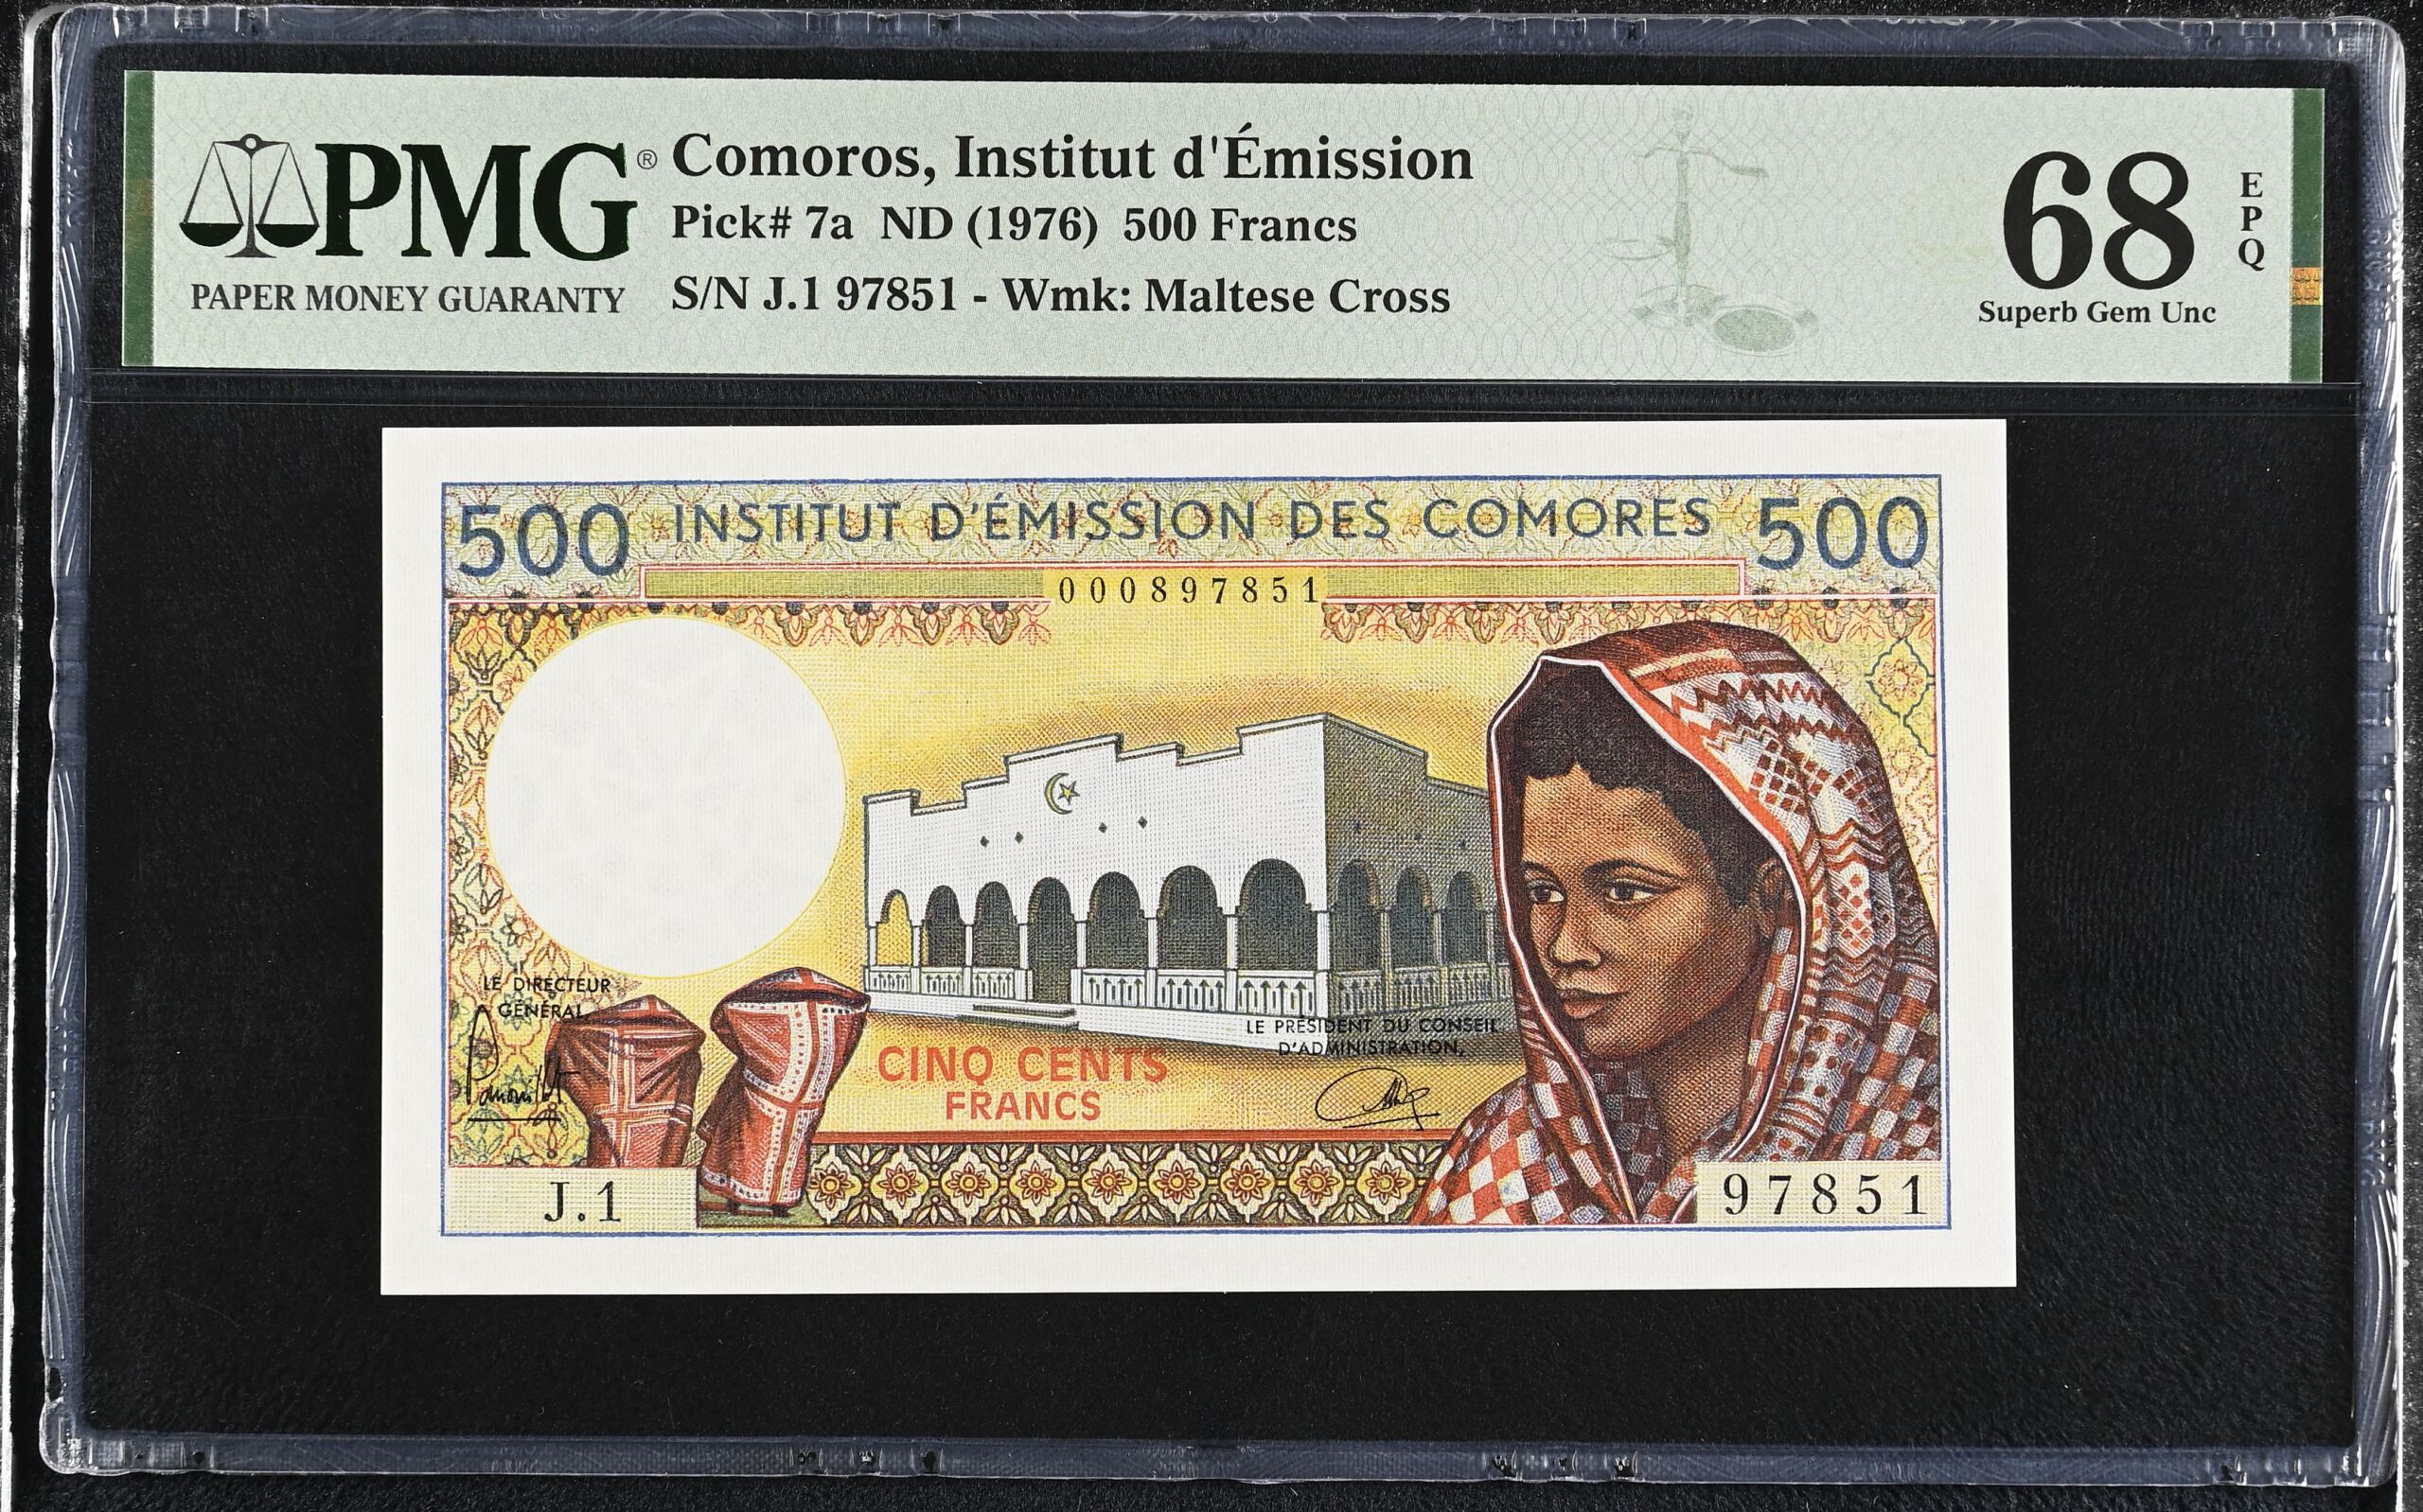 PMG®
PAPER MONEY GUARANTY
Comoros, Institut d'Émission
Pick# 7a ND (1976) 500 Francs
S/N J.1 97851 - Wmk: Maltese Cross
68
EPQ
Superb Gem Unc
500 INSTITUT D'ÉMISSION DES COMORES 500
000897851
LE DIRECTEUR
GÉNÉRAL,
LE PRÉSIDENT DU CONSEIL
D'ADMINISTRATION,
CINQ CENTS
FRANCS
J.1
97851